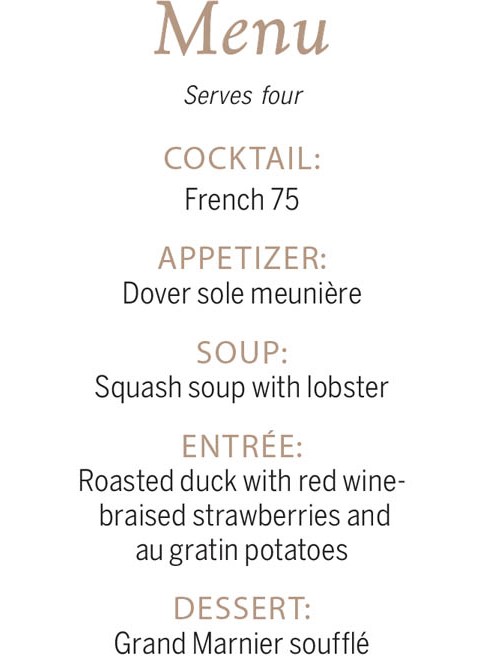 Menu
Serves four
COCKTAIL:
French 75
APPETIZER:
Dover sole meunière
SOUP:
Squash soup with lobster
ENTRÉE:
Roasted duck with red wine-
braised strawberries and
au gratin potatoes
DESSERT:
Grand Marnier soufflé